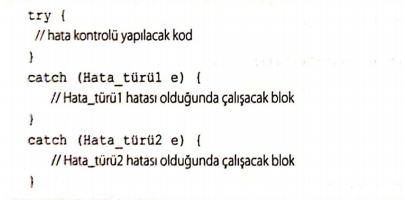 try {
// hata kontrolü yapılacak kod
}
catch (Hata_türü1 e) {
// Hata_türü1 hatası olduğunda çalışacak blok
}
catch (Hata_türü2 e) {
// Hata_türü2 hatası olduğunda çalışacak blok
}